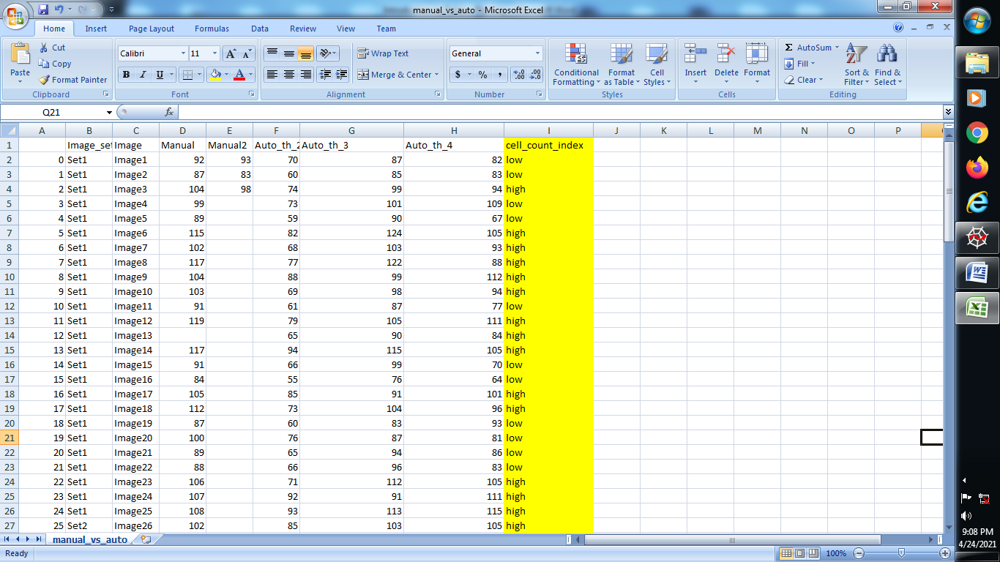 manual_vs_auto - Microsoft Excel
Home Insert Page Layout Formulas Data Review View Team
Paste
Cut
Copy
Format Painter
Clipboard
Calibri 11
B I U
Font
Wrap Text
Merge & Center
Alignment
General
$ % ,
Number
Conditional Formatting
Format as Table
Cell Styles
Styles
Insert Delete Format
Cells
AutoSum
Fill
Clear
Sort & Filter
Find & Select
Editing
Q21 fx
A B C D E F G H I J K L M N O P
1 Image_set Image Manual Manual2 Auto_th_2 Auto_th_3 Auto_th_4 cell_count_index
2 0 Set1 Image1 92 93 70 87 82 low
3 1 Set1 Image2 87 83 60 85 83 low
4 2 Set1 Image3 104 98 74 99 94 high
5 3 Set1 Image4 99 73 101 109 low
6 4 Set1 Image5 89 59 90 67 low
7 5 Set1 Image6 115 82 124 105 high
8 6 Set1 Image7 102 68 103 93 high
9 7 Set1 Image8 117 77 122 88 high
10 8 Set1 Image9 104 88 99 112 high
11 9 Set1 Image10 103 69 98 94 high
12 10 Set1 Image11 91 61 87 77 low
13 11 Set1 Image12 119 79 105 111 high
14 12 Set1 Image13 65 90 84 high
15 13 Set1 Image14 117 94 115 105 high
16 14 Set1 Image15 91 66 99 70 low
17 15 Set1 Image16 84 55 76 64 low
18 16 Set1 Image17 105 85 91 101 high
19 17 Set1 Image18 112 73 104 96 high
20 18 Set1 Image19 87 60 83 93 low
21 19 Set1 Image20 100 76 87 81 low
22 20 Set1 Image21 89 65 94 86 low
23 21 Set1 Image22 88 66 96 83 low
24 22 Set1 Image23 106 71 112 105 high
25 23 Set1 Image24 107 92 91 111 high
26 24 Set1 Image25 108 93 113 115 high
27 25 Set2 Image26 102 85 103 105 high
manual_vs_auto
Ready
100%
9:08 PM
4/24/2021